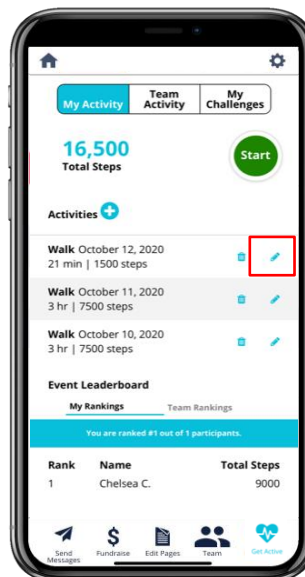 My Activity
Team
Activity
My
Challenges
16,500
Total Steps
Start
Activities
Walk October 12, 2020
21 min | 1500 steps
Walk October 11, 2020
3 hr | 7500 steps
Walk October 10, 2020
3 hr | 7500 steps
Event Leaderboard
My Rankings Team Rankings
You are ranked #1 out of 1 participants.
Rank Name Total Steps
1 Chelsea C. 9000
Send
Messages
Fundraise
Edit Pages
Team
Get Active